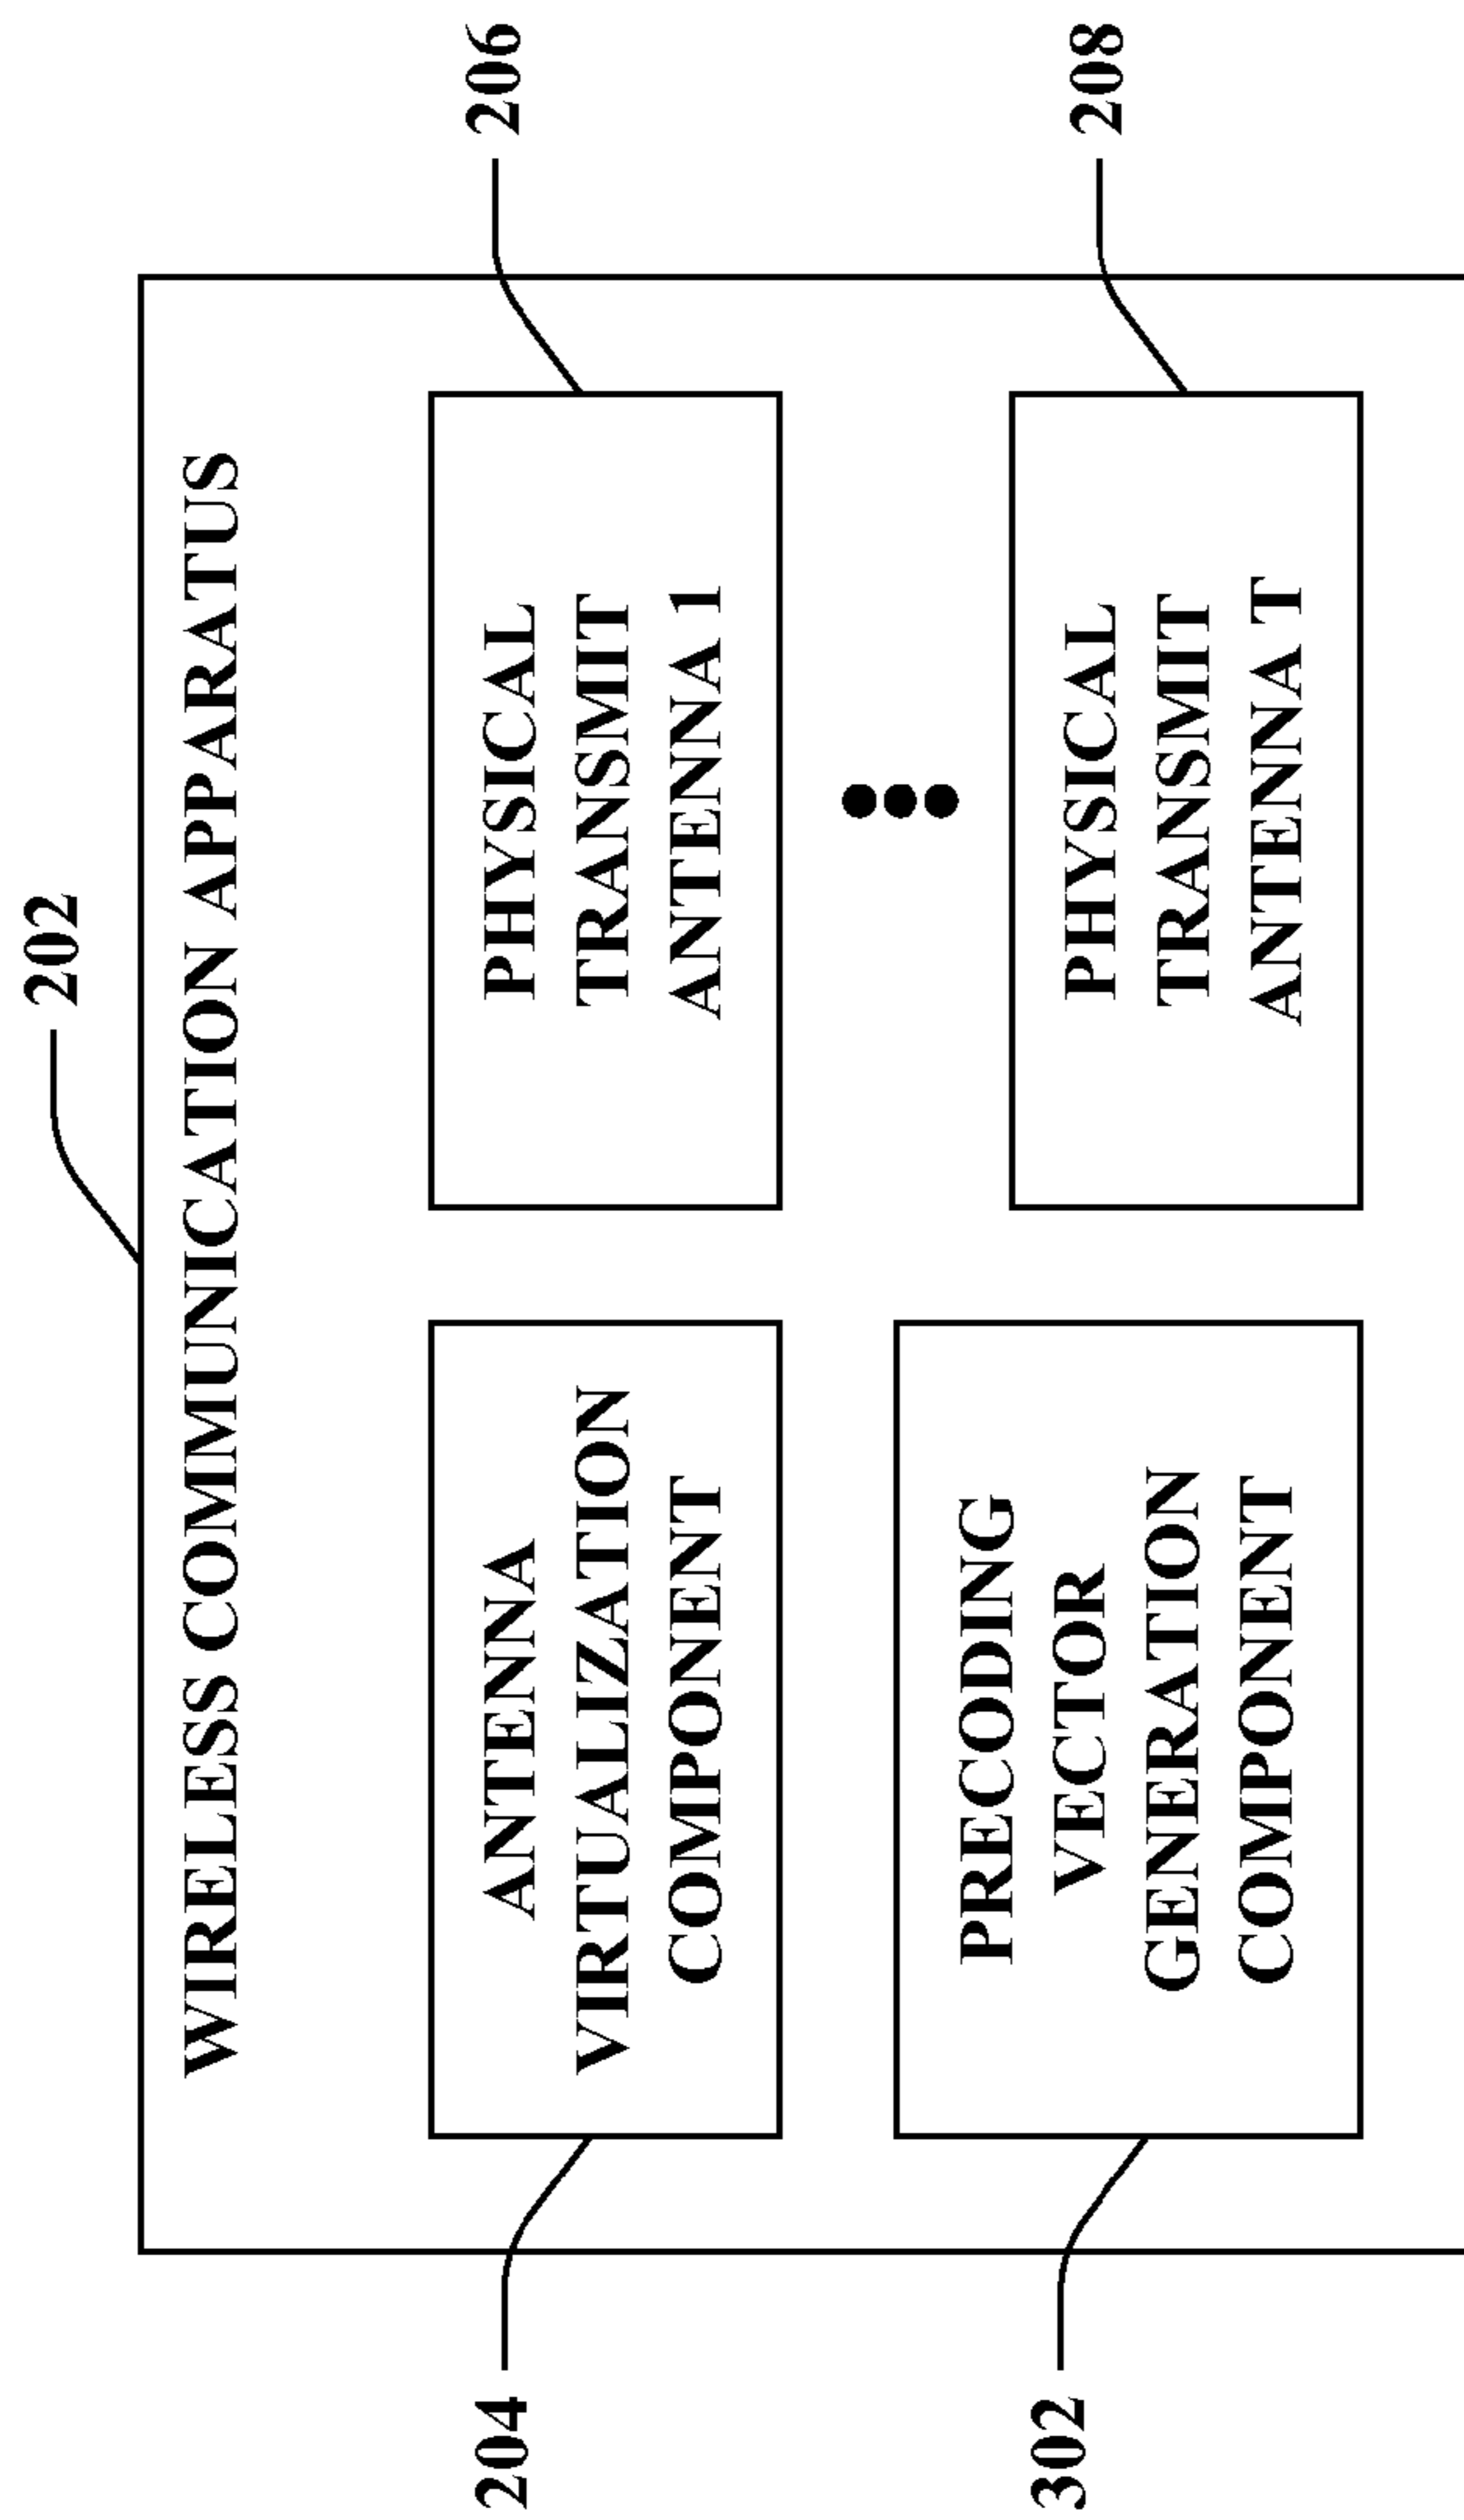 202
WIRELESS COMMUNICATION APPARATUS
204
ANTENNA
VIRTUALIZATION
COMPONENT
PHYSICAL
TRANSMIT
ANTENNA 1
206
302
PRECODING
VECTOR
GENERATION
COMPONENT
PHYSICAL
TRANSMIT
ANTENNA T
208